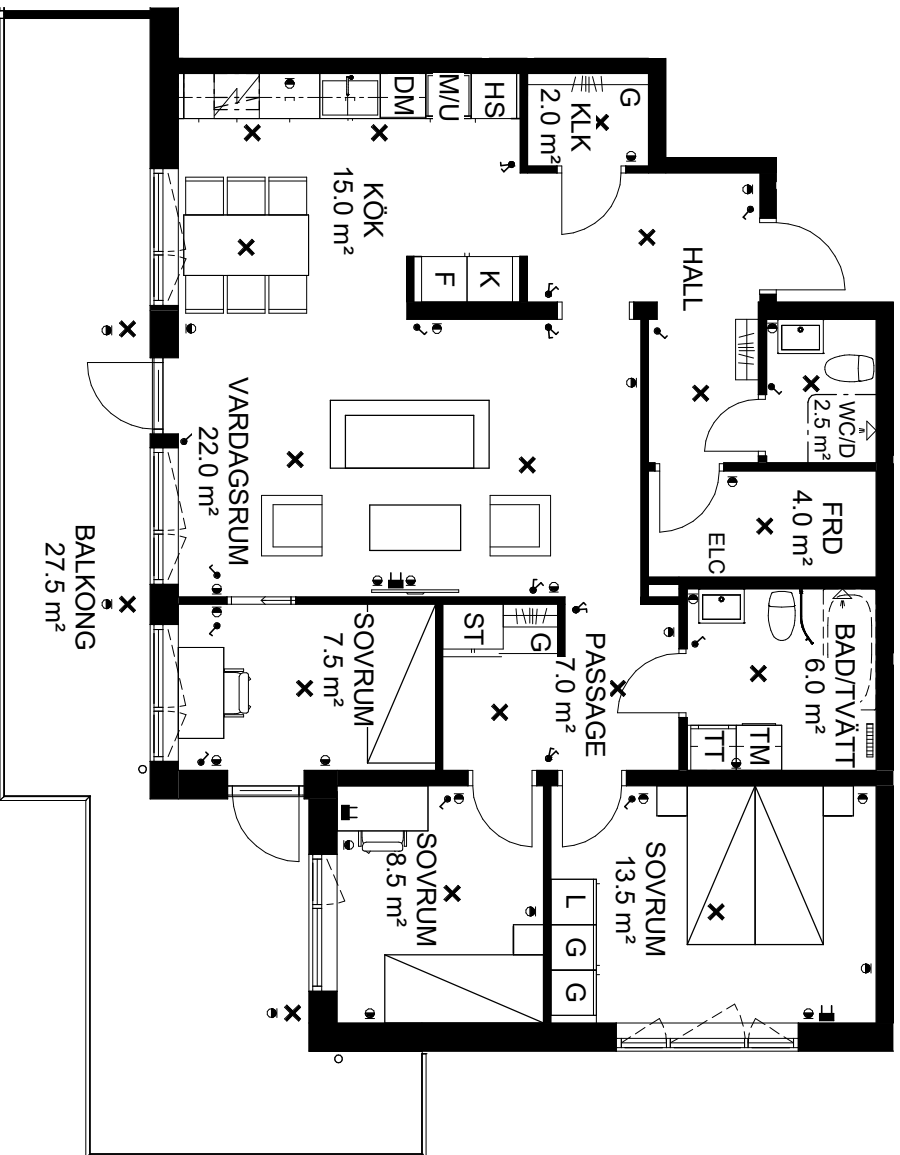 G
KLK
2.0 m²
HS
M/U
DM
KÖK
15.0 m²
HALL
K
F
WC/D
2.5 m²
FRD
4.0 m²
ELC
VARDAGSRUM
22.0 m²
BALKONG
27.5 m²
BAD/TVÄTT
6.0 m²
PASSAGE
7.0 m²
G
ST
SOVRUM
7.5 m²
TM
TT
SOVRUM
13.5 m²
SOVRUM
8.5 m²
L
G
G